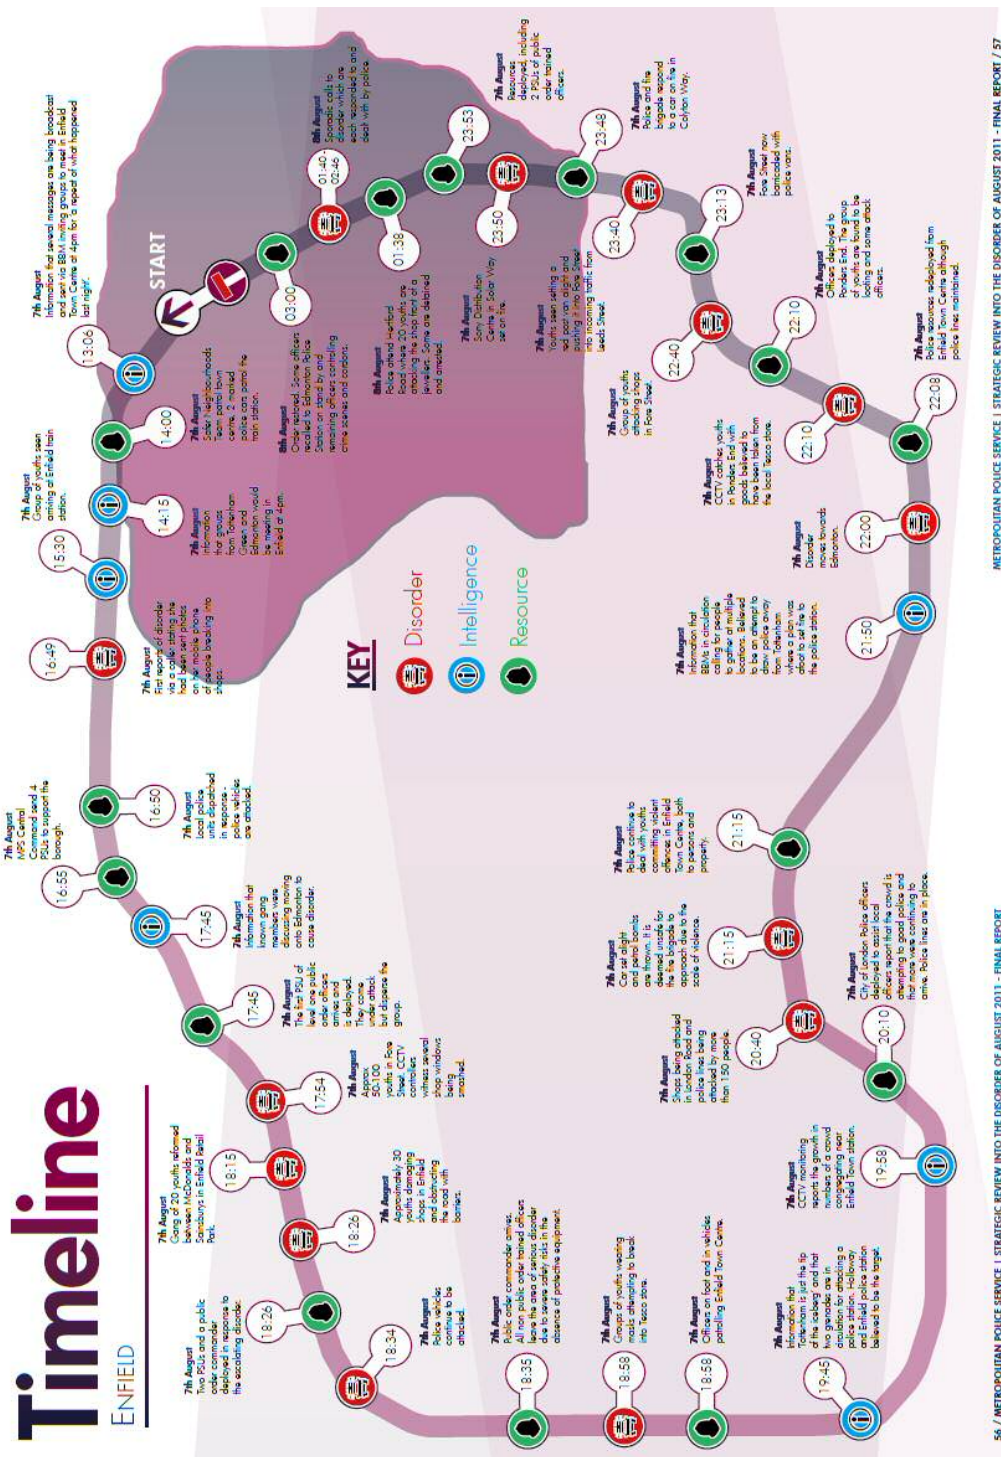 Timeline
ENFIELD
START
13:06
7th August
Information that several messages are being broadcast
and sent via BBM inviting groups to meet in Enfield
Town Centre at 4pm for 'a repeat of what happened
last night'.
14:00
7th August
Safer Neighbourhoods
Team patrol town
centre. 2 marked
police cars patrol the
train station.
14:15
7th August
Information
that groups
from Tottenham
Green and
Edmonton would
be meeting in
Enfield at 4pm.
15:30
7th August
Group of youths seen
arriving at Enfield train
station.
16:49
7th August
First reports of disorder
via a caller stating she
had been sent photos
on her mobile phone
of people breaking into
shops.
16:50
7th August
Local police
units dispatched
in response -
police vehicles
are attacked.
16:55
7th August
MPS Central
Command send 4
PSUs to support the
borough.
17:45
7th August
Information that
known gang
members were
discussing moving
onto Edmonton to
cause disorder.
17:45
7th August
The first PSU of
level one public
order officers
arrives and
is deployed.
They come
under attack
but disperse the
group.
17:54
7th August
Approx
50-100
youths in Fore
Street. CCTV
controllers
witness several
shop windows
being
smashed.
18:15
7th August
Gang of 20 youths reformed
between McDonalds and
Sainsburys in Enfield Retail
Park.
18:26
7th August
Approximately 30
youths damaging
shops in Enfield
and obstructing
the road with
barriers.
18:26
7th August
Two PSUs and a public
order commander
deployed in response to
the escalating disorder.
18:34
7th August
Police vehicles
continue to be
attacked.
18:35
7th August
Public order commander arrives.
All non public order trained officers
leave the area of serious disorder
due to severe safety risks in the
absence of protective equipment.
18:58
7th August
Groups of youths wearing
masks attempting to break
into Tesco store.
18:58
7th August
Officers on foot and in vehicles
patrolling Enfield Town Centre.
19:45
7th August
Information that
Tottenham is just the tip
of the iceberg' and that
two grenades are in
circulation for attacking a
police station. Holloway
and Enfield police station
believed to be the target.
19:58
7th August
CCTV monitoring
reports the growth in
numbers of a crowd
congregating near
Enfield Town station.
20:10
7th August
City of London Police officers
deployed to assist local
officers report that the crowd is
attempting to goad police and
that more were continuing to
arrive. Police lines are in place.
20:40
7th August
Shops being attacked
in London Road and
police lines being
attacked by more
than 150 people.
21:15
7th August
Car set alight
and petrol bombs
are thrown. It is
deemed unsafe for
the fire brigade to
approach due to the
scale of violence.
21:15
7th August
Police continue to
deal with youths
committing violent
offences in Enfield
Town Centre, both
to persons and
property.
21:50
7th August
Information that
BBMs in circulation
calling for people
to gather at multiple
locations. Believed
to be an attempt to
draw police away
from Tottenham
where a plan was
afoot to set fire to
the police station.
22:00
7th August
Disorder
moves towards
Edmonton.
22:08
7th August
Police resources redeployed from
Enfield Town Centre although
police lines maintained.
22:10
7th August
CCTV catches youths
in Ponders End with
goods believed to
have been taken from
the local Tesco store.
22:10
7th August
Officers deployed to
Ponders End. The group
of youths are found to be
looting and some attack
officers.
22:40
7th August
Group of youths
attacking shops
in Fore Street.
23:13
7th August
Fore Street now
barricaded with
police vans.
23:40
7th August
Youths seen setting a
red post van alight and
pushing it into Fore Street
into incoming traffic from
Leeds Street.
23:48
7th August
Police and fire
brigade respond
to a car on fire in
Colyton Way.
23:50
7th August
Sony Distribution
Centre in Solar Way
set on fire.
23:53
7th August
Resources
deployed, including
2 PSUs of public
order trained
officers.
01:38
8th August
Police attend Hertford
Road where 20 youths are
attacking the shop front of a
jewellers. Some are detained
and arrested.
01:40
02:46
8th August
Sporadic calls to
disorder which are
each responded to and
dealt with by police.
03:00
8th August
Order restored. Some officers
recalled to Edmonton Police
Station on stand by and
remaining officers controlling
crime scenes and cordons.
KEY
Disorder
Intelligence
Resource
56 / METROPOLITAN POLICE SERVICE | STRATEGIC REVIEW INTO THE DISORDER OF AUGUST 2011 - FINAL REPORT
METROPOLITAN POLICE SERVICE | STRATEGIC REVIEW INTO THE DISORDER OF AUGUST 2011 - FINAL REPORT / 57